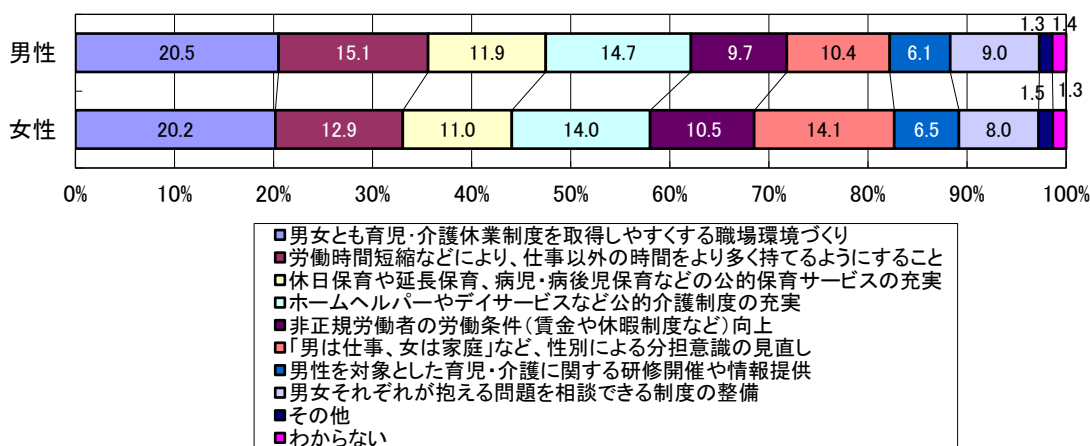 1.3 1.4
男性 20.5 15.1 11.9 14.7 9.7 10.4 6.1 9.0
1.5 1.3
女性 20.2 12.9 11.0 14.0 10.5 14.1 6.5 8.0
0% 10% 20% 30% 40% 50% 60% 70% 80% 90% 100%
男女とも育児・介護休業制度を取得しやすくする職場環境づくり
労働時間短縮などにより、仕事以外の時間をより多く持てるようにすること
休日保育や延長保育、病児・病後児保育などの公的保育サービスの充実
ホームヘルパーやデイサービスなど公的介護制度の充実
非正規労働者の労働条件（賃金や休暇制度など）向上
「男は仕事、女は家庭」など、性別による分担意識の見直し
男性を対象とした育児・介護に関する研修開催や情報提供
男女それぞれが抱える問題を相談できる制度の整備
その他
わからない